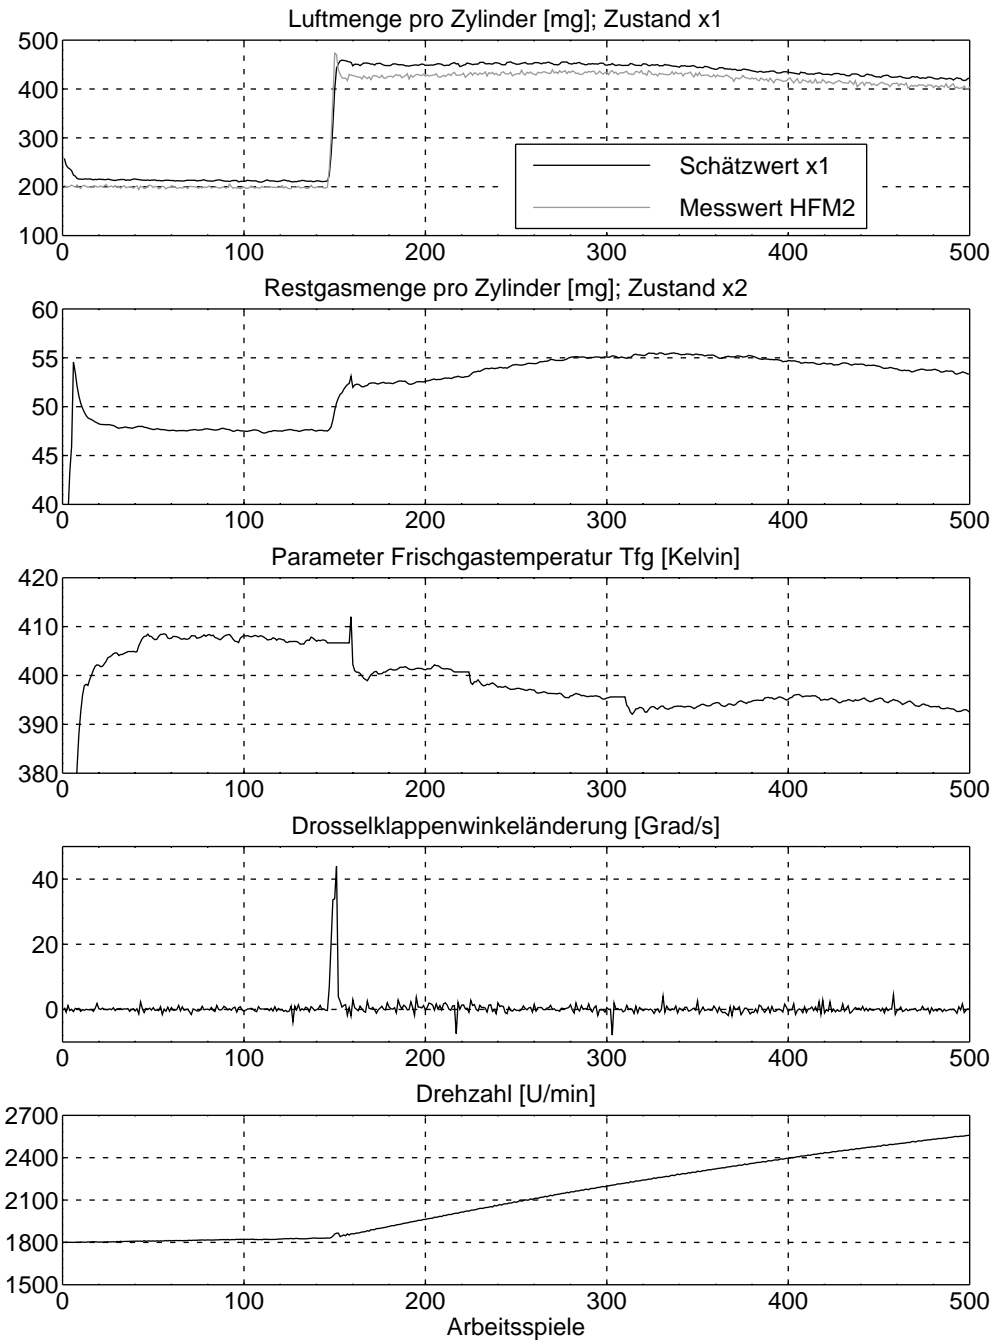 Luftmenge pro Zylinder [mg]; Zustand x1
500
400
300
200
100
Schätzwert x1
Messwert HFM2
0 100 200 300 400 500
Restgasmenge pro Zylinder [mg]; Zustand x2
60
55
50
45
40
0 100 200 300 400 500
Parameter Frischgastemperatur Tfg [Kelvin]
420
410
400
390
380
0 100 200 300 400 500
Drosselklappenwinkeländerung [Grad/s]
40
20
0
0 100 200 300 400 500
Drehzahl [U/min]
2700
2400
2100
1800
1500
0 100 200 300 400 500
Arbeitsspiele